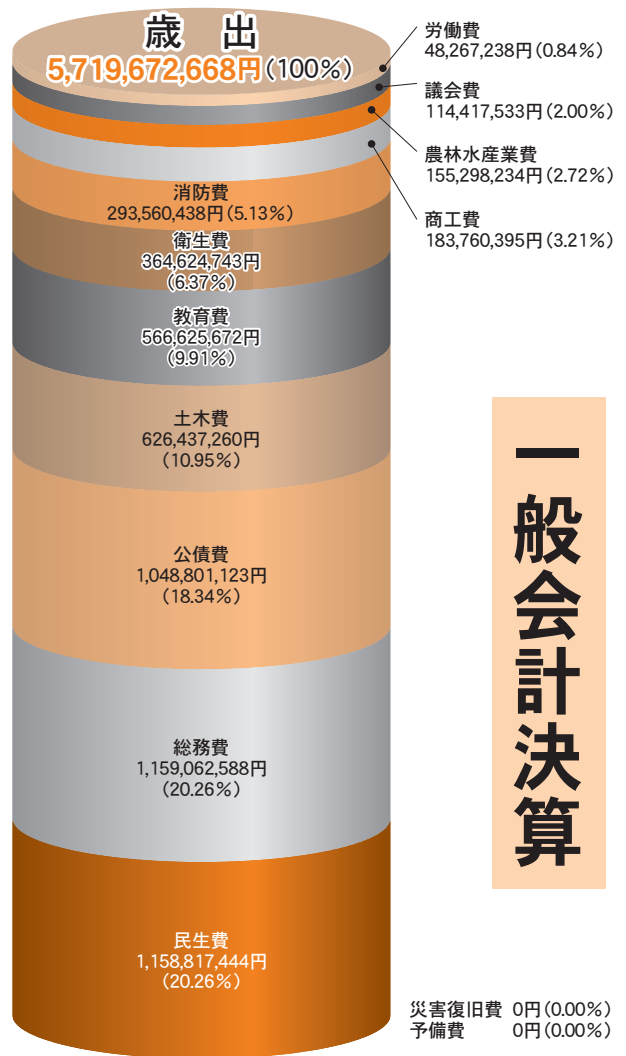 歳出
5,719,672,668円(100%)
労働費
48,267,238円(0.84%)
議会費
114,417,533円(2.00%)
農林水産業費
155,298,234円(2.72%)
商工費
183,760,395円(3.21%)
消防費
293,560,438円(5.13%)
衛生費
364,624,743円
(6.37%)
教育費
566,625,672円
(9.91%)
土木費
626,437,260円
(10.95%)
公債費
1,048,801,123円
(18.34%)
総務費
1,159,062,588円
(20.26%)
民生費
1,158,817,444円
(20.26%)
一般会計決算
災害復旧費 0円(0.00%)
予備費 0円(0.00%)